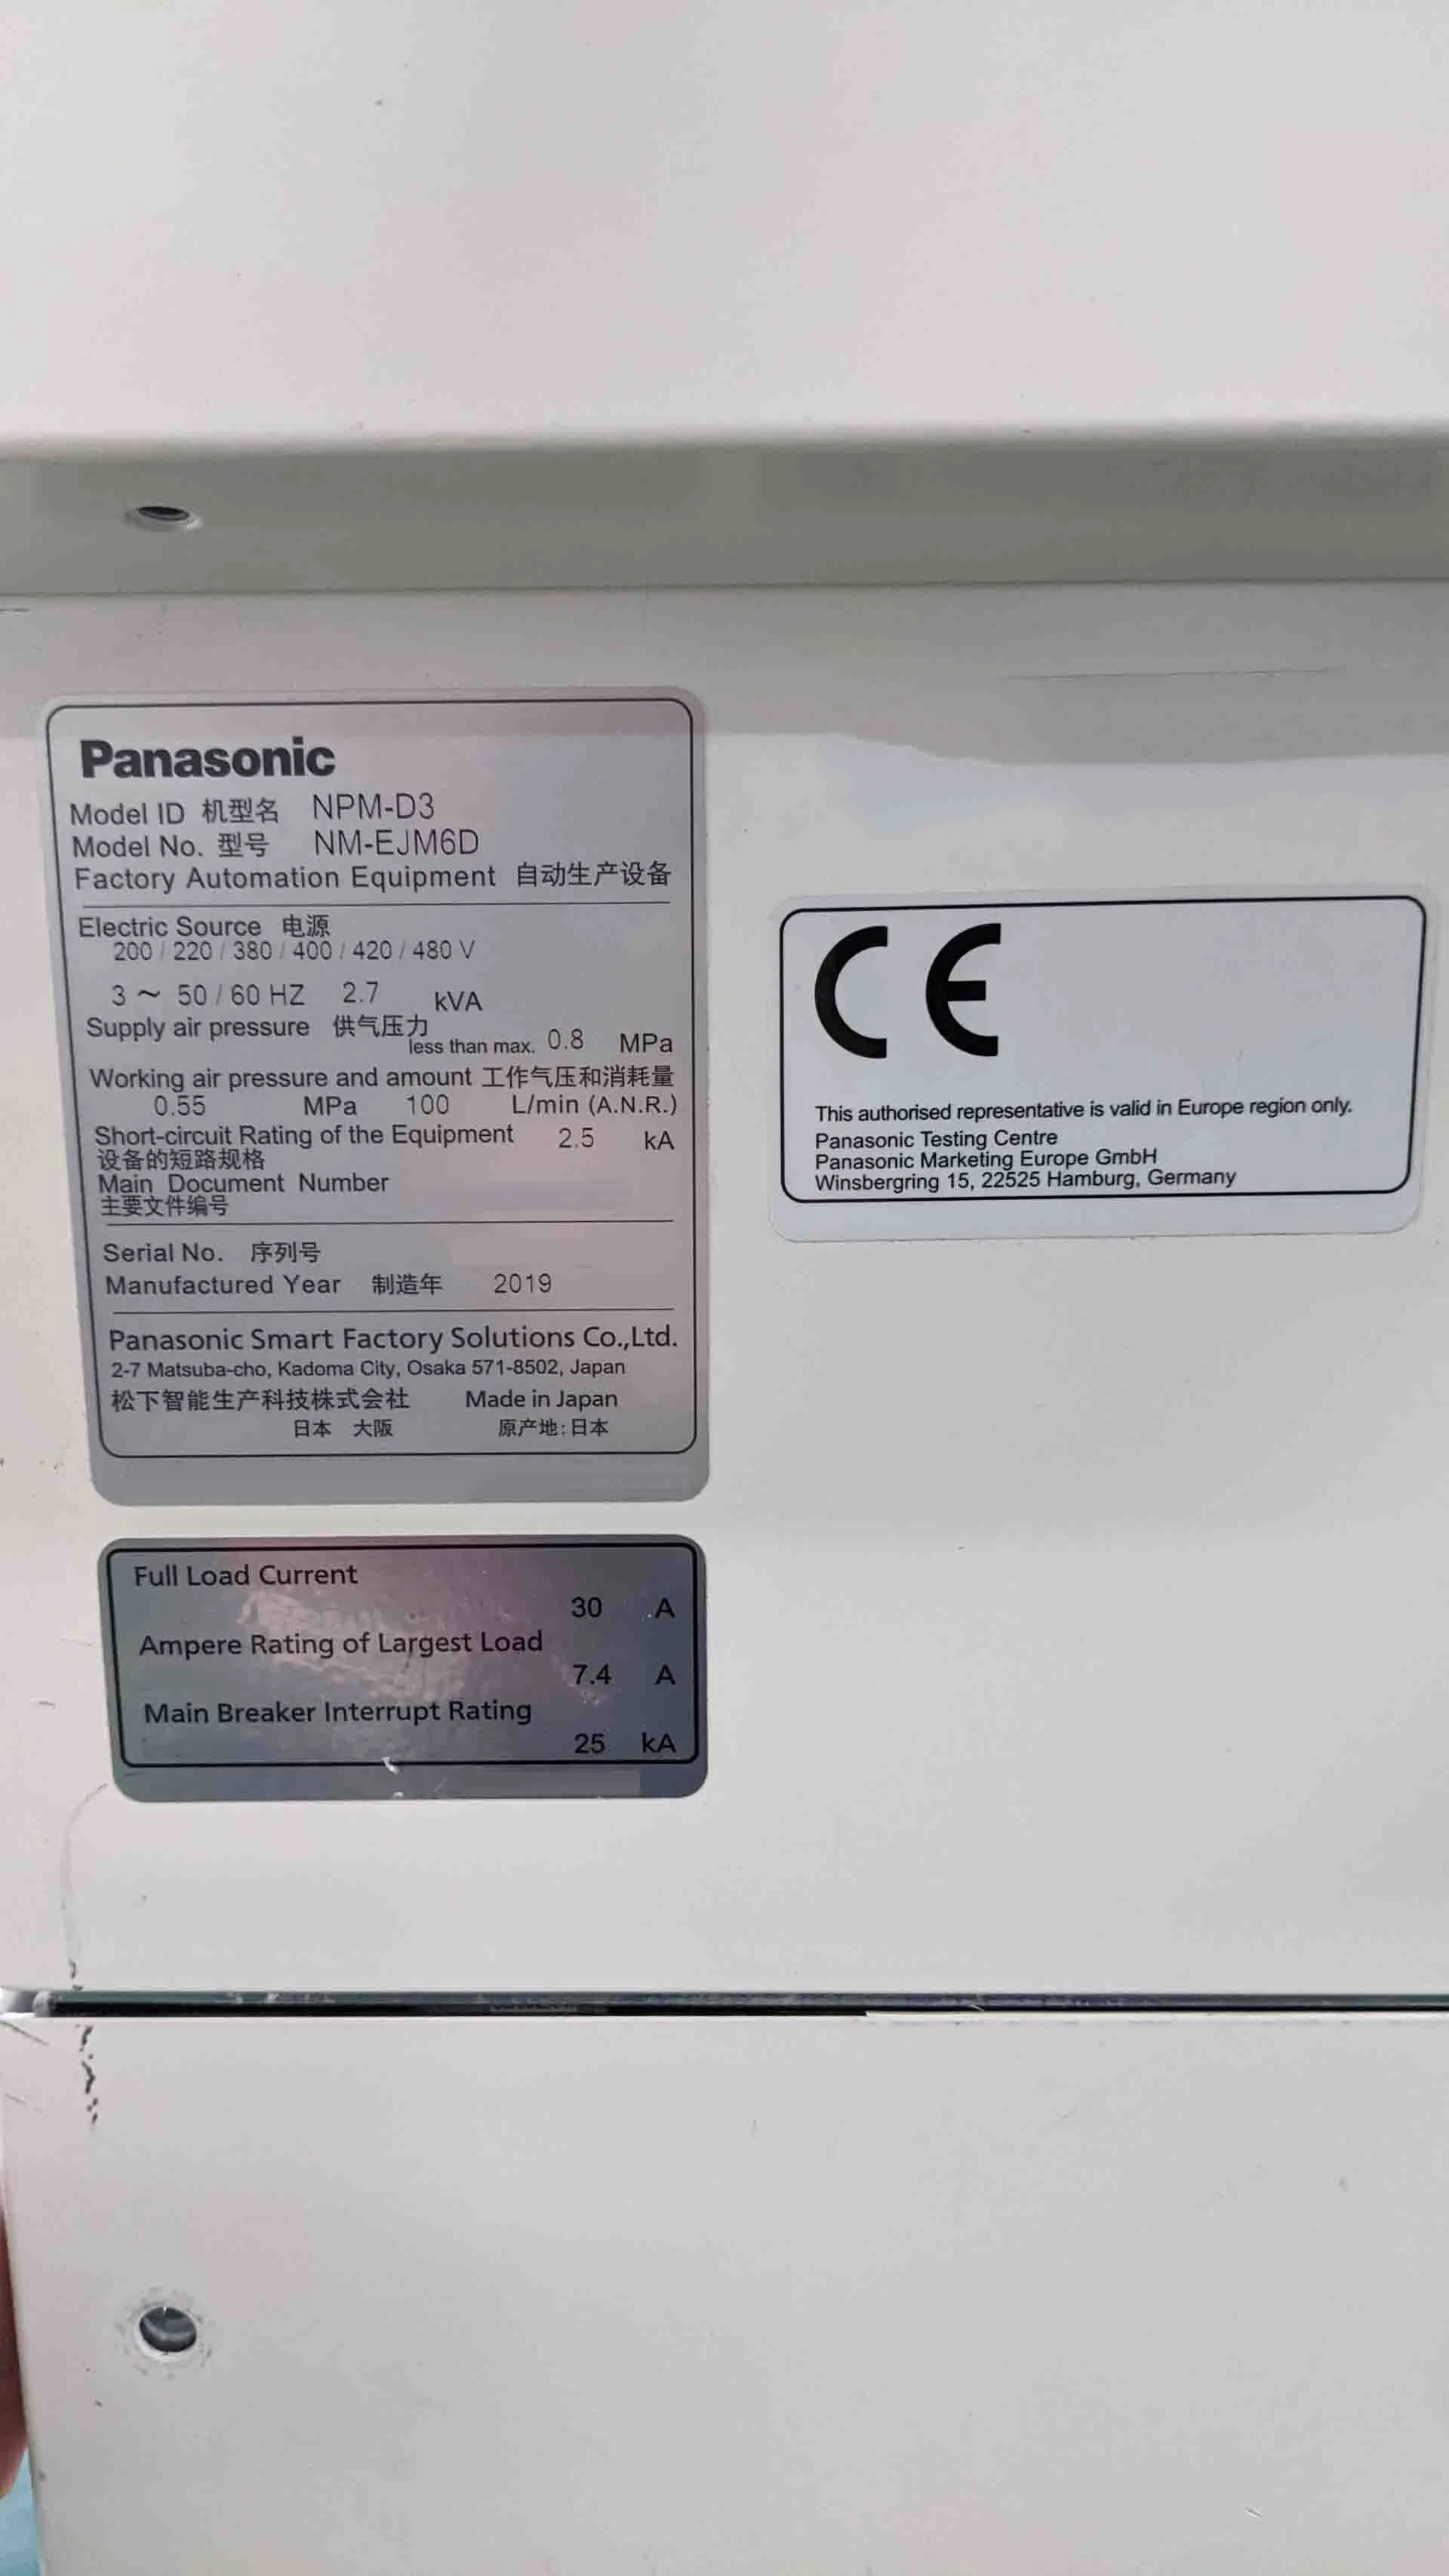 Panasonic
Model ID 机型名 NPM-D3
Model No. 型号 NM-EJM6D
Factory Automation Equipment 自动生产设备
Electric Source 电源
200 / 220 / 380 / 400 / 420 / 480 V
3 ~ 50 / 60 HZ 2.7 kVA
Supply air pressure 供气压力
less than max. 0.8 MPa
Working air pressure and amount 工作气压和消耗量
0.55 MPa 100 L/min (A.N.R.)
Short-circuit Rating of the Equipment 2.5 kA
设备的短路规格
Main Document Number
主要文件编号
Serial No. 序列号
Manufactured Year 制造年 2019
Panasonic Smart Factory Solutions Co.,Ltd.
2-7 Matsuba-cho, Kadoma City, Osaka 571-8502, Japan
松下智能生产科技株式会社 Made in Japan
日本 大阪 原产地:日本
CE
This authorised representative is valid in Europe region only.
Panasonic Testing Centre
Panasonic Marketing Europe GmbH
Winsbergring 15, 22525 Hamburg, Germany
Full Load Current
30 A
Ampere Rating of Largest Load
7.4 A
Main Breaker Interrupt Rating
25 kA